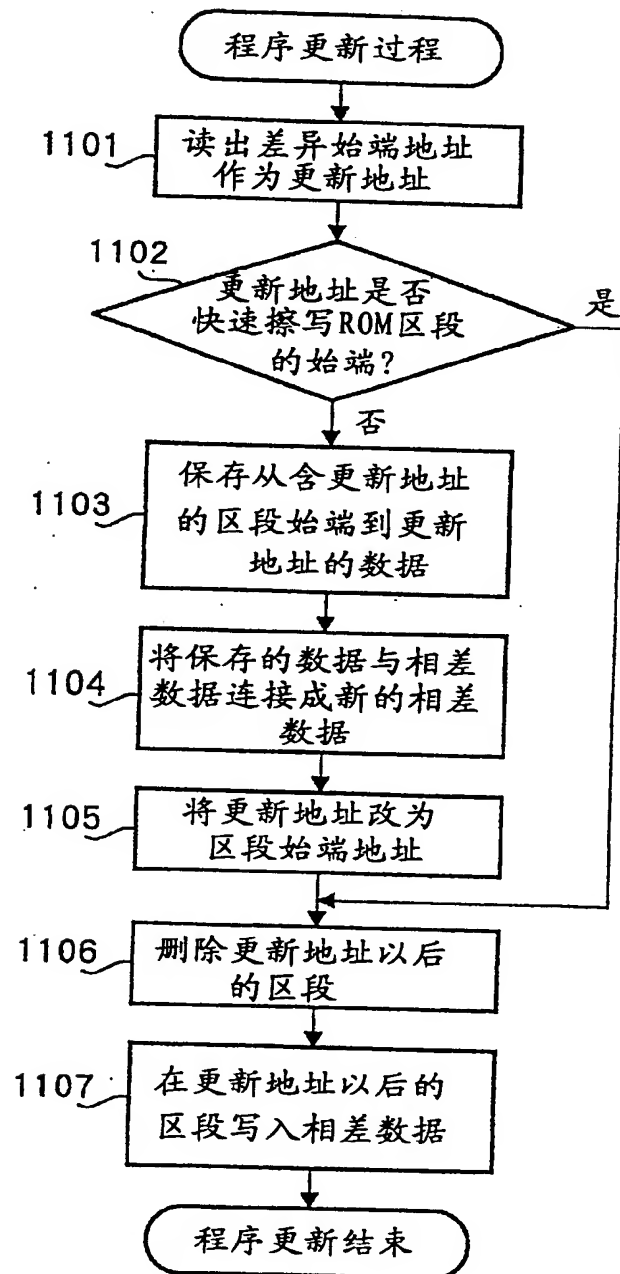 程序更新过程
1101
读出差异始端地址
作为更新地址
1102
更新地址是否
快速擦写ROM区段
的始端?
是
否
1103
保存从含更新地址
的区段始端到更新
地址的数据
1104
将保存的数据与相差
数据连接成新的相差
数据
1105
将更新地址改为
区段始端地址
1106
删除更新地址以后
的区段
1107
在更新地址以后的
区段写入相差数据
程序更新结束